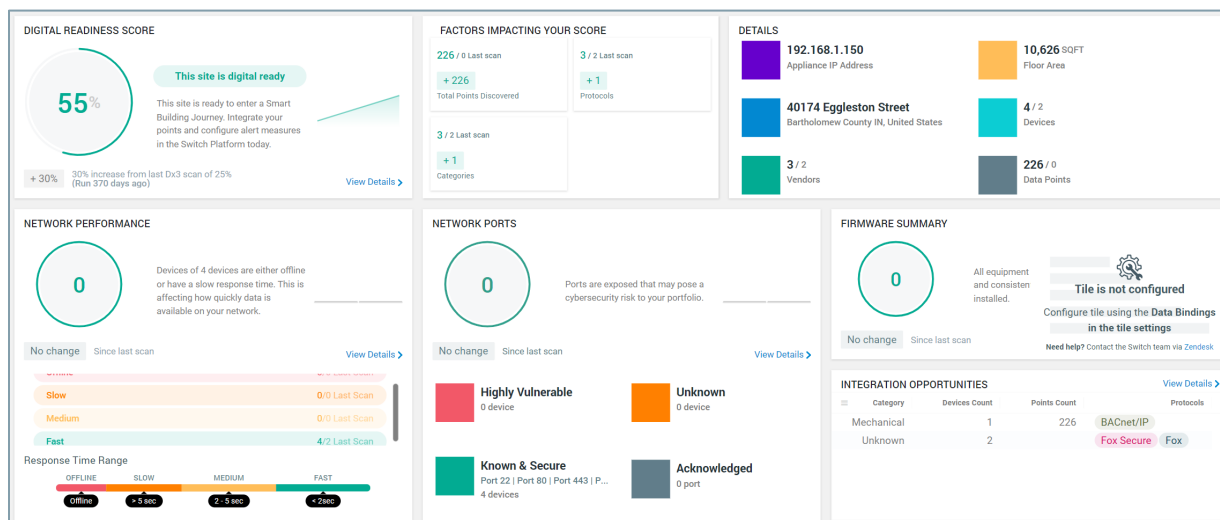 DIGITAL READINESS SCORE
55%
This site is digital ready
This site is ready to enter a Smart
Building Journey. Integrate your
points and configure alert measures
in the Switch Platform today.
+ 30%
30% increase from last Dx3 scan of 25%
(Run 370 days ago)
View Details
FACTORS IMPACTING YOUR SCORE
226 / 0 Last scan
+ 226
Total Points Discovered
3 / 2 Last scan
+ 1
Protocols
3 / 2 Last scan
+ 1
Categories
DETAILS
192.168.1.150
Appliance IP Address
10,626 SQFT
Floor Area
40174 Eggleston Street
Bartholomew County IN, United States
4 / 2
Devices
3 / 2
Vendors
226 / 0
Data Points
NETWORK PERFORMANCE
0
Devices of 4 devices are either offline
or have a slow response time. This is
affecting how quickly data is
available on your network.
No change Since last scan
View Details
Slow 0/0 Last Scan
Medium 0/0 Last Scan
Fast 4/2 Last Scan
Response Time Range
OFFLINE SLOW MEDIUM FAST
Offline > 5 sec 2 - 5 sec < 2sec
NETWORK PORTS
0
Ports are exposed that may pose a
cybersecurity risk to your portfolio.
No change Since last scan
View Details
Highly Vulnerable
0 device
Unknown
0 device
Known & Secure
Port 22 | Port 80 | Port 443 | P...
4 devices
Acknowledged
0 port
FIRMWARE SUMMARY
0
All equipment
and consisten
installed.
No change Since last scan
Tile is not configured
Configure tile using the Data Bindings
in the tile settings
Need help? Contact the Switch team via Zendesk
INTEGRATION OPPORTUNITIES
View Details
Category Devices Count Points Count Protocols
Mechanical 1 226 BACnet/IP
Unknown 2 Fox Secure Fox